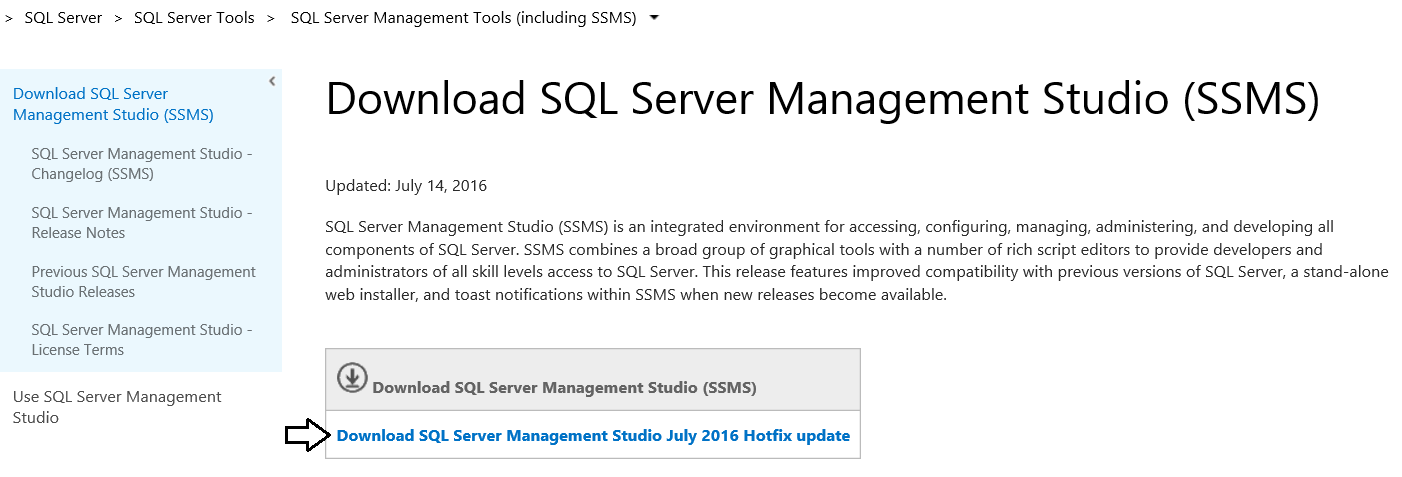 > SQL Server > SQL Server Tools > SQL Server Management Tools (including SSMS)
Download SQL Server
Management Studio (SSMS)
SQL Server Management Studio -
Changelog (SSMS)
SQL Server Management Studio -
Release Notes
Previous SQL Server Management
Studio Releases
SQL Server Management Studio -
License Terms
Use SQL Server Management
Studio
Download SQL Server Management Studio (SSMS)
Updated: July 14, 2016
SQL Server Management Studio (SSMS) is an integrated environment for accessing, configuring, managing, administering, and developing all
components of SQL Server. SSMS combines a broad group of graphical tools with a number of rich script editors to provide developers and
administrators of all skill levels access to SQL Server. This release features improved compatibility with previous versions of SQL Server, a stand-alone
web installer, and toast notifications within SSMS when new releases become available.
Download SQL Server Management Studio (SSMS)
Download SQL Server Management Studio July 2016 Hotfix update